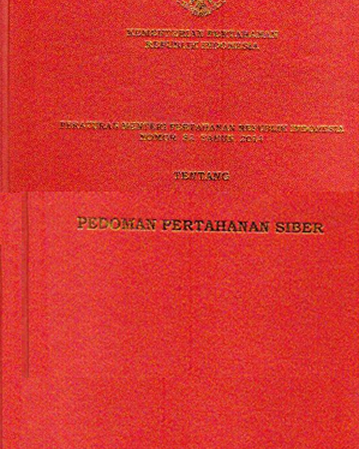 KEMENTERIAN PERTAHANAN
REPUBLIK INDONESIA
PERATURAN MENTERI PERTAHANAN REPUBLIK INDONESIA
NOMOR 82 TAHUN 2014
TENTANG
PEDOMAN PERTAHANAN SIBER